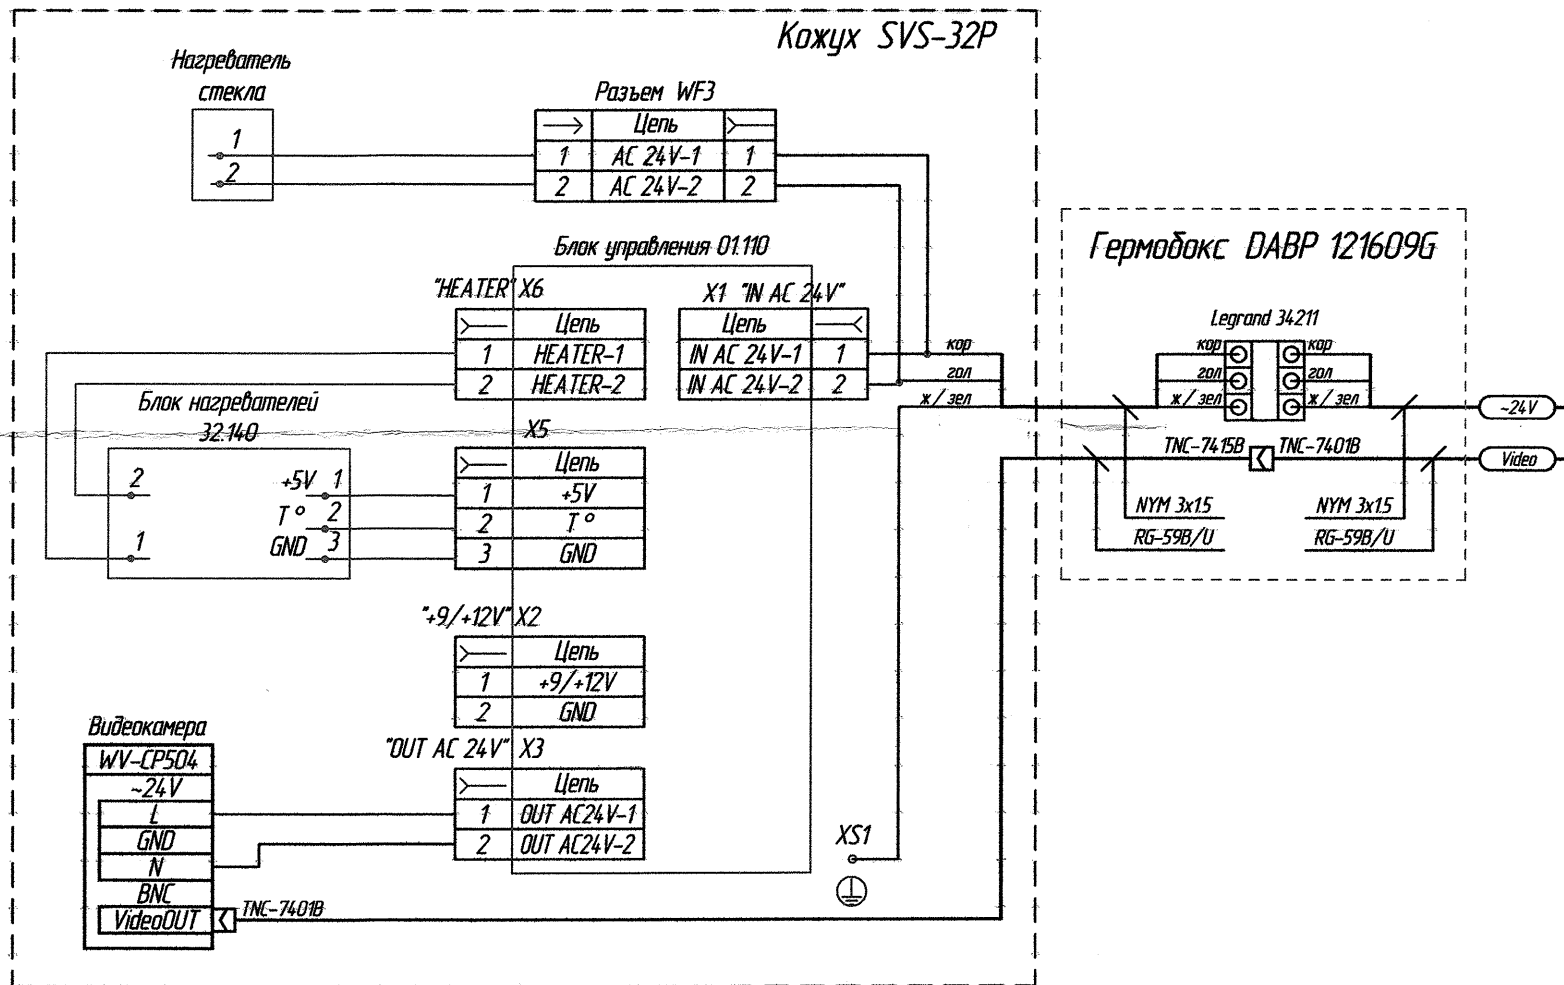 Кожух SVS-32P
Нагреватель
стекла
1
2
Разъем WF3
Цепь
1 AC 24V-1 1
2 AC 24V-2 2
Блок управления 01.110
"HEATER" X6
Цепь
1 HEATER-1
2 HEATER-2
X1 "IN AC 24V"
Цепь
IN AC 24V-1 1
IN AC 24V-2 2
кор
гол
ж/зел
Блок нагревателей
32.140
2
1
+5V 1
T° 2
GND 3
X5
Цепь
1 +5V
2 T°
3 GND
"+9/+12V" X2
Цепь
1 +9/+12V
2 GND
"OUT AC 24V" X3
Цепь
1 OUT AC24V-1
2 OUT AC24V-2
Видеокамера
WV-CP504
~24V
L
GND
N
BNC
VideoOUT
TNC-7401B
XS1
Гермобокс DABP 121609G
Legrand 34211
кор кор
гол гол
ж/зел ж/зел
TNC-7415B TNC-7401B
NYM 3x1.5 NYM 3x1.5
RG-59B/U RG-59B/U
~24V
Video